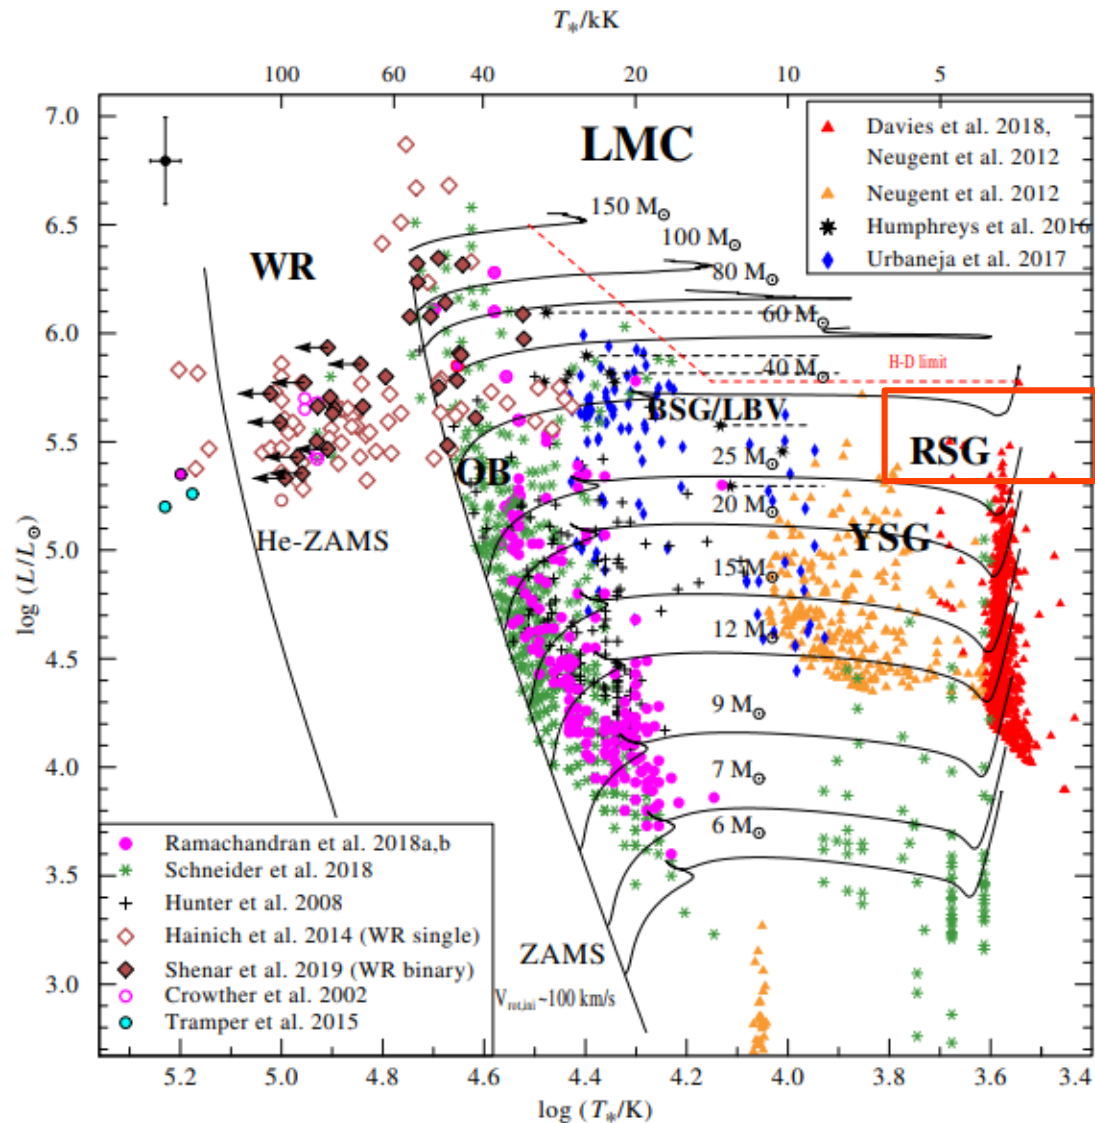 T*/kK
100 60 40 20 10 5
7.0
6.5
6.0
5.5
5.0
4.5
4.0
3.5
3.0
log (L/L⊙)
LMC
WR
OB
BSG/LBV
YSG
RSG
He-ZAMS
ZAMS
V rot,ini ~100 km/s
H-D limit
150 M⊙
100 M⊙
80 M⊙
60 M⊙
40 M⊙
25 M⊙
20 M⊙
15 M⊙
12 M⊙
9 M⊙
7 M⊙
6 M⊙
Davies et al. 2018,
Neugent et al. 2012
Neugent et al. 2012
Humphreys et al. 2016
Urbaneja et al. 2017
Ramachandran et al. 2018a,b
Schneider et al. 2018
Hunter et al. 2008
Hainich et al. 2014 (WR single)
Shenar et al. 2019 (WR binary)
Crowther et al. 2002
Tramper et al. 2015
5.2 5.0 4.8 4.6 4.4 4.2 4.0 3.8 3.6 3.4
log (T*/K)